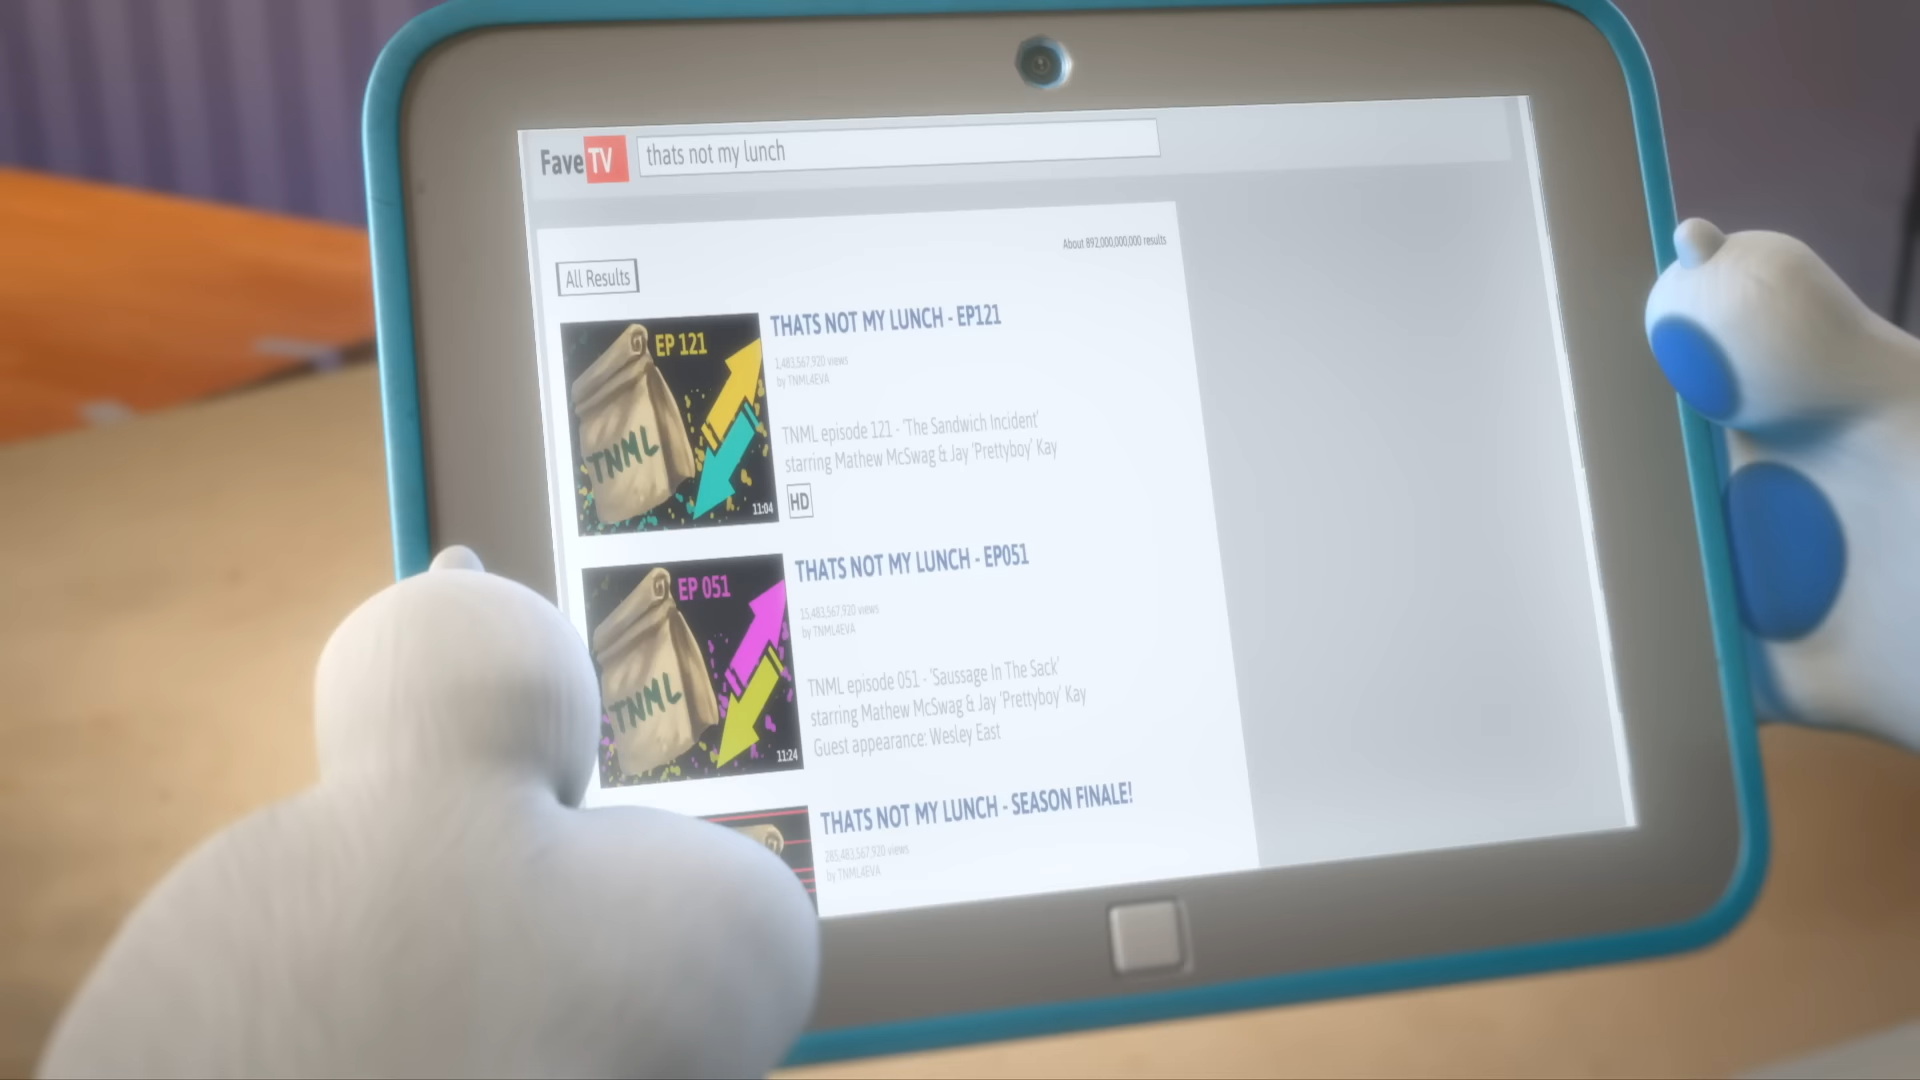 FaveTV thats not my lunch
About 892,000,000,000 results
All Results
EP 121
TNML
11:04
THATS NOT MY LUNCH - EP121
1,483,567,920 views
by TNML4EVA
TNML episode 121 - 'The Sandwich Incident'
starring Mathew McSwag & Jay 'Prettyboy' Kay
HD
EP 051
TNML
11:24
THATS NOT MY LUNCH - EP051
15,483,567,920 views
by TNML4EVA
TNML episode 051 - 'Saussage In The Sack'
starring Mathew McSwag & Jay 'Prettyboy' Kay
Guest appearance: Wesley East
THATS NOT MY LUNCH - SEASON FINALE!
285,483,567,920 views
by TNML4EVA